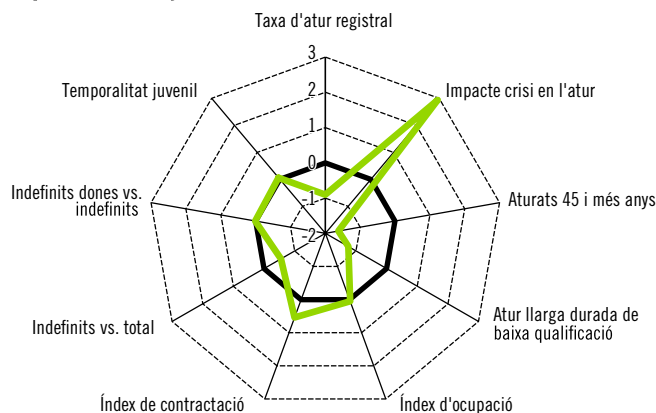 Taxa d'atur registral
3
2
1
0
-1
-2
Impacte crisi en l'atur
Temporalitat juvenil
Indefinits dones vs.
indefinits
Aturats 45 i més anys
Indefinits vs. total
Atur llarga durada de
baixa qualificació
Índex de contractació
Índex d'ocupació